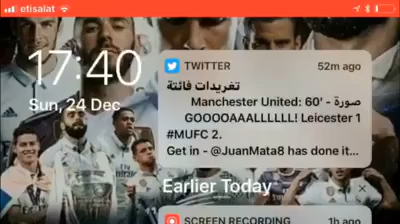 etisalat
17:40
Sun, 24 Dec
TWITTER 52m ago
تغريدات فائتة
Manchester United: 60' - صورة
GOOOOAAALLLLLL! Leicester 1
#MUFC 2.
Get in - @JuanMata8 has done it...
Earlier Today
SCREEN RECORDING 1h ago